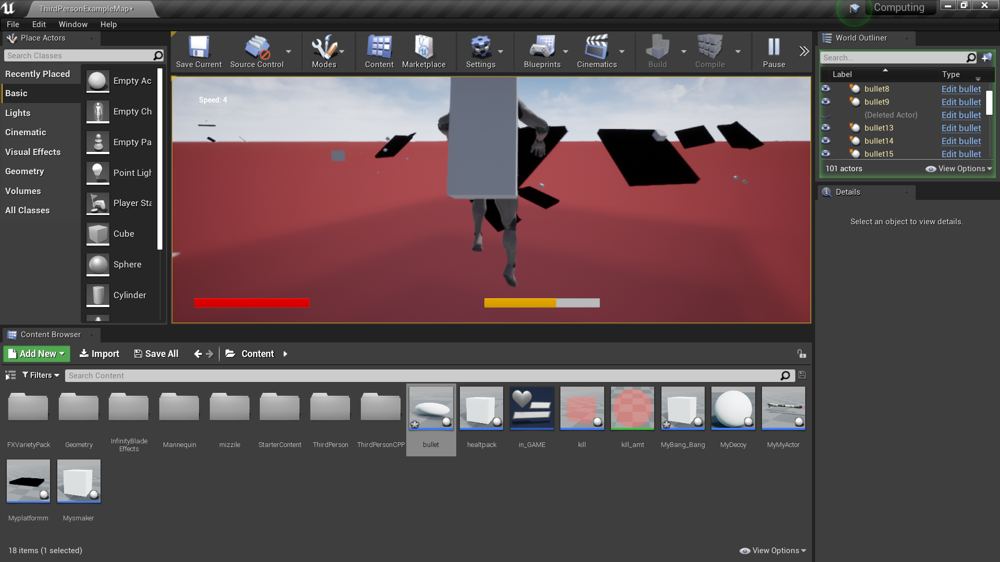 ThirdPersonExampleMap*
Computing
File Edit Window Help
Place Actors
Search Classes
Recently Placed
Basic
Lights
Cinematic
Visual Effects
Geometry
Volumes
All Classes
Empty Ac
Empty Ch
Empty Pa
Point Ligh
Player Sta
Cube
Sphere
Cylinder
Save Current
Source Control
Modes
Content
Marketplace
Settings
Blueprints
Cinematics
Build
Compile
Pause
Speed: 4
World Outliner
Search...
Label Type
bullet8 Edit bullet
bullet9 Edit bullet
(Deleted Actor) Edit bullet
bullet13 Edit bullet
bullet14 Edit bullet
bullet15 Edit bullet
101 actors View Options
Details
Select an object to view details.
Content Browser
Add New Import Save All Content
Filters Search Content
FXVarietyPack
Geometry
InfinityBlade
Effects
Mannequin
mizzile
StarterContent
ThirdPerson
ThirdPersonCPP
bullet
healtpack
in_GAME
kill
kill_amt
MyBang_Bang
MyDecoy
MyMyActor
Myplatformm
Mysmaker
18 items (1 selected)
View Options